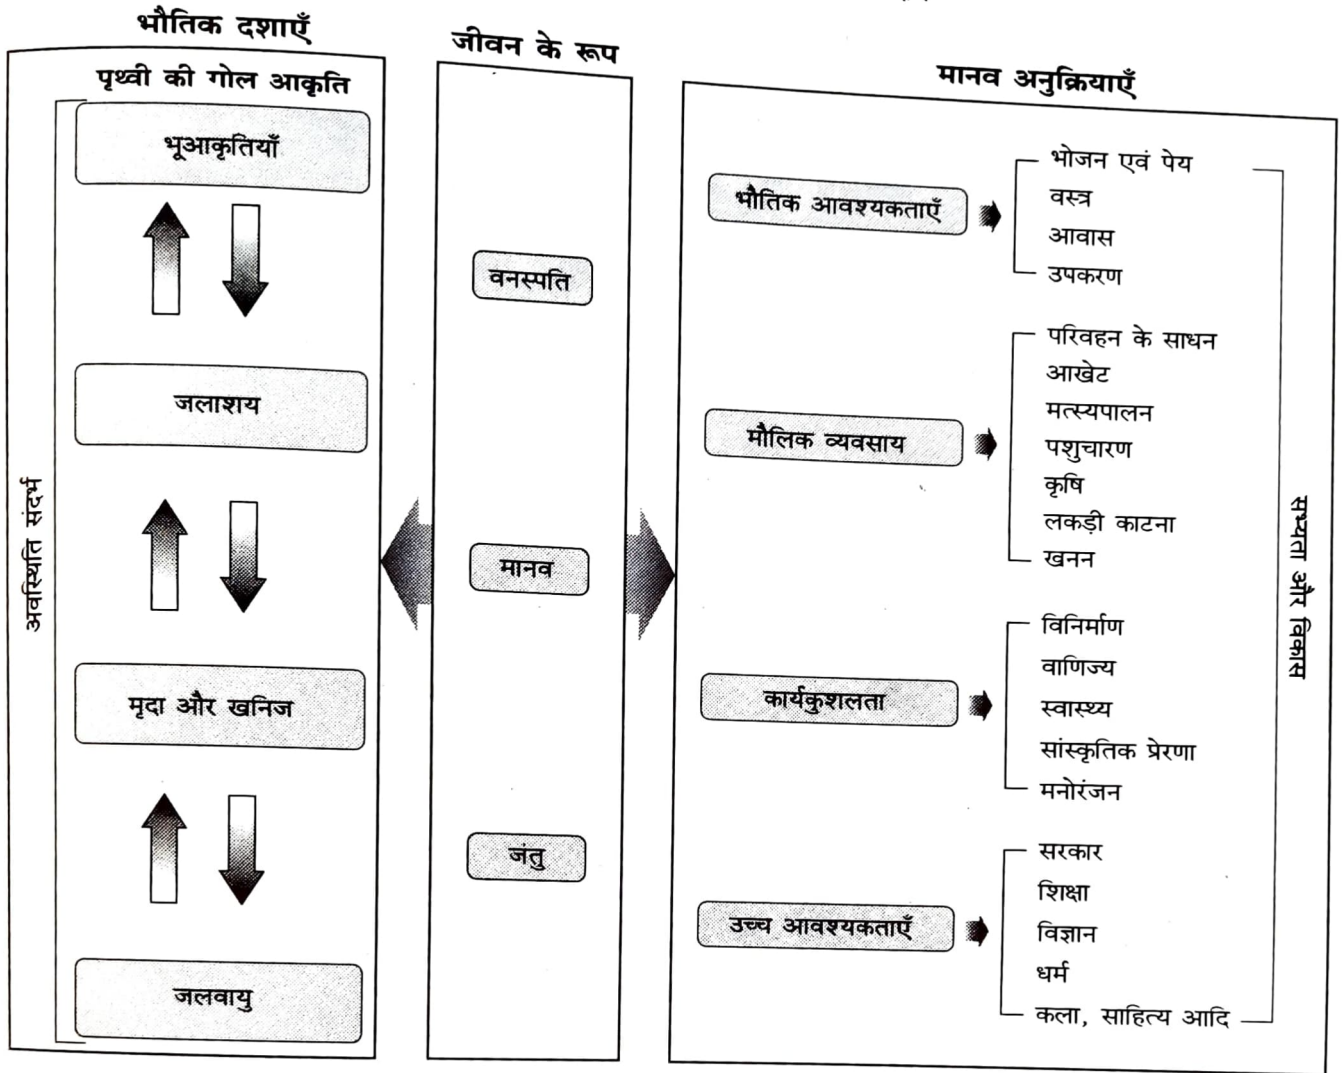 भौतिक दशाएँ
पृथ्वी की गोल आकृति
अवस्थिति संदर्भ
भूआकृतियाँ
जलाशय
मृदा और खनिज
जलवायु
जीवन के रूप
वनस्पति
मानव
जंतु
मानव अनुक्रियाएँ
भौतिक आवश्यकताएँ
भोजन एवं पेय
वस्त्र
आवास
उपकरण
मौलिक व्यवसाय
परिवहन के साधन
आखेट
मत्स्यपालन
पशुचारण
कृषि
लकड़ी काटना
खनन
कार्यकुशलता
विनिर्माण
वाणिज्य
स्वास्थ्य
सांस्कृतिक प्रेरणा
मनोरंजन
उच्च आवश्यकताएँ
सरकार
शिक्षा
विज्ञान
धर्म
कला, साहित्य आदि
सभ्यता और विकास